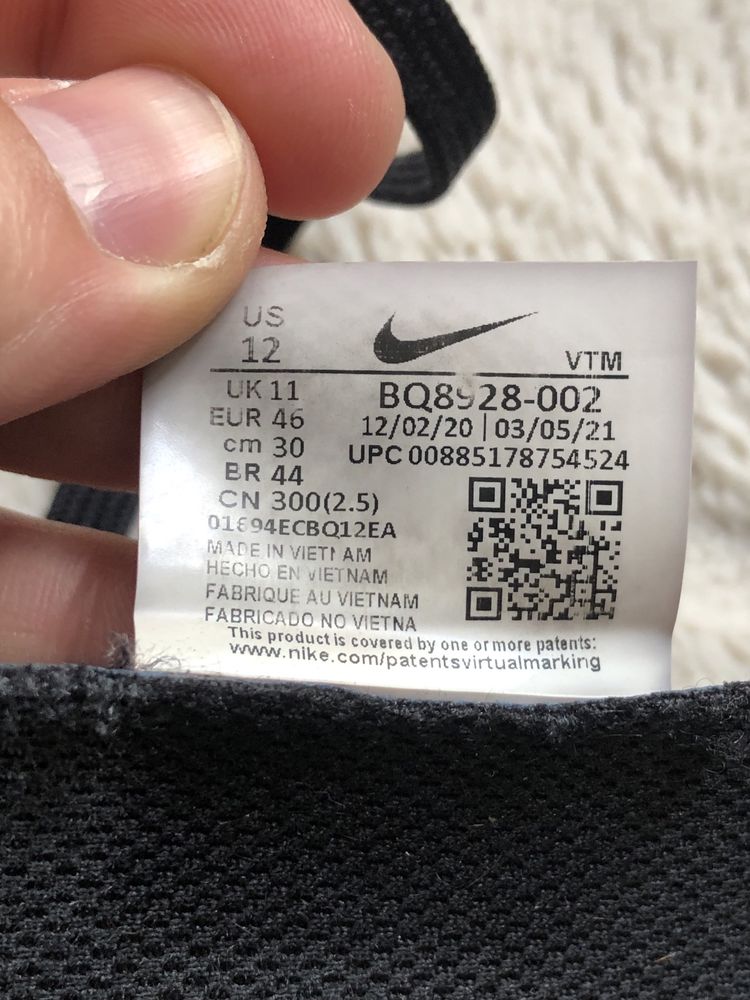 US
12
VTM
UK 11
EUR 46
cm 30
BR 44
CN 300(2.5)
BQ8928-002
12/02/20 | 03/05/21
UPC 00885178754524
01694ECBQ12EA
MADE IN VIETNAM
HECHO EN VIETNAM
FABRIQUE AU VIETNAM
FABRICADO NO VIETNA
This product is covered by one or more patents:
www.nike.com/patentsvirtualmarking